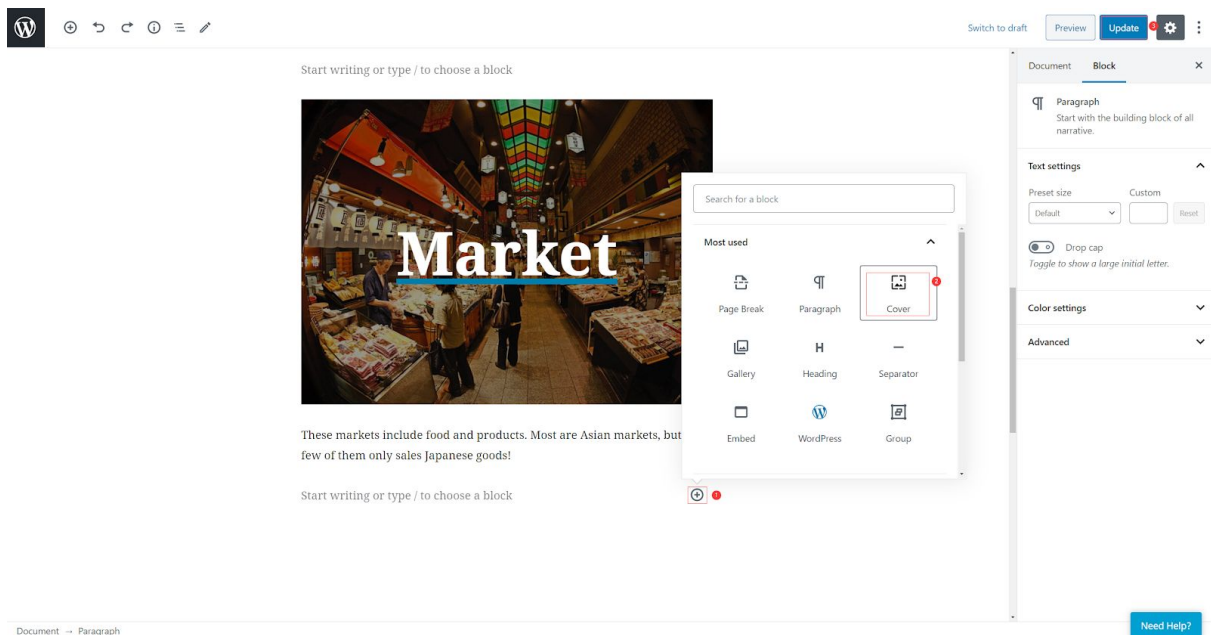 Switch to draft
Preview
Update
3
Start writing or type / to choose a block
Market
These markets include food and products. Most are Asian markets, but
few of them only sales Japanese goods!
Start writing or type / to choose a block
1
Search for a block
Most used
Page Break
Paragraph
Cover
2
Gallery
Heading
Separator
Embed
WordPress
Group
Document
Block
Paragraph
Start with the building block of all
narrative.
Text settings
Preset size
Custom
Default
Reset
Drop cap
Toggle to show a large initial letter.
Color settings
Advanced
Document → Paragraph
Need Help?